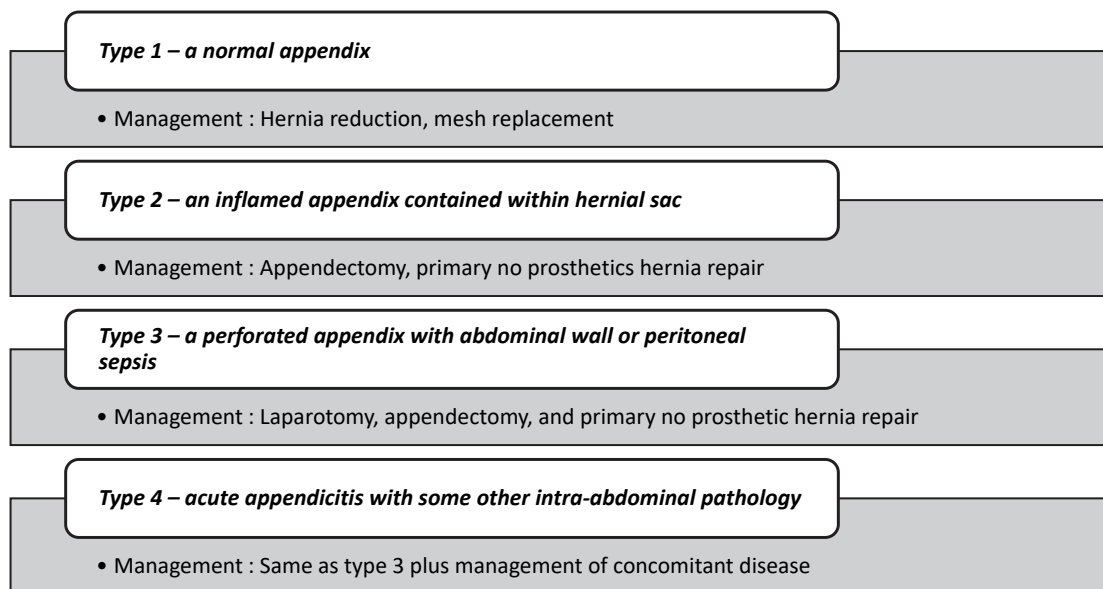 Type 1 – a normal appendix
• Management : Hernia reduction, mesh replacement
Type 2 – an inflamed appendix contained within hernial sac
• Management : Appendectomy, primary no prosthetics hernia repair
Type 3 – a perforated appendix with abdominal wall or peritoneal
sepsis
• Management : Laparotomy, appendectomy, and primary no prosthetic hernia repair
Type 4 – acute appendicitis with some other intra-abdominal pathology
• Management : Same as type 3 plus management of concomitant disease